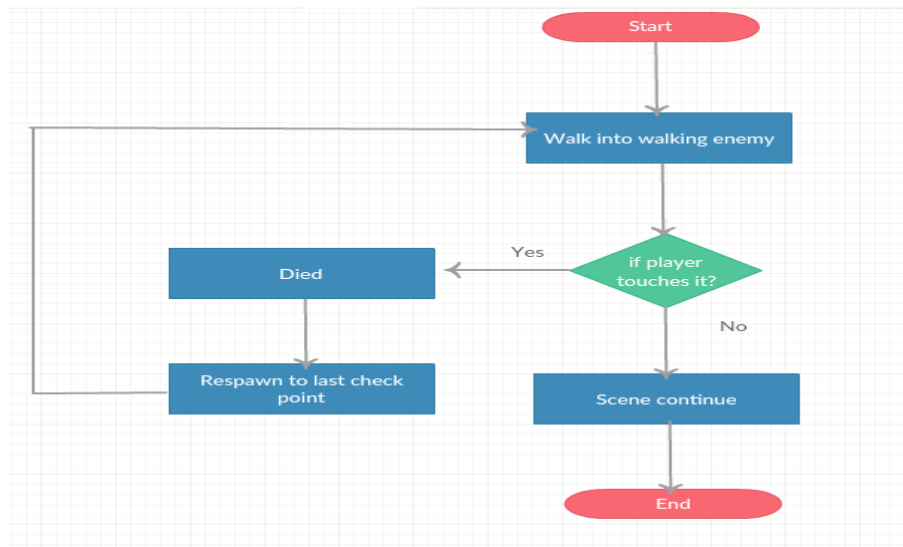 Start
Walk into walking enemy
if player
touches it?
Yes
No
Died
Respawn to last check
point
Scene continue
End